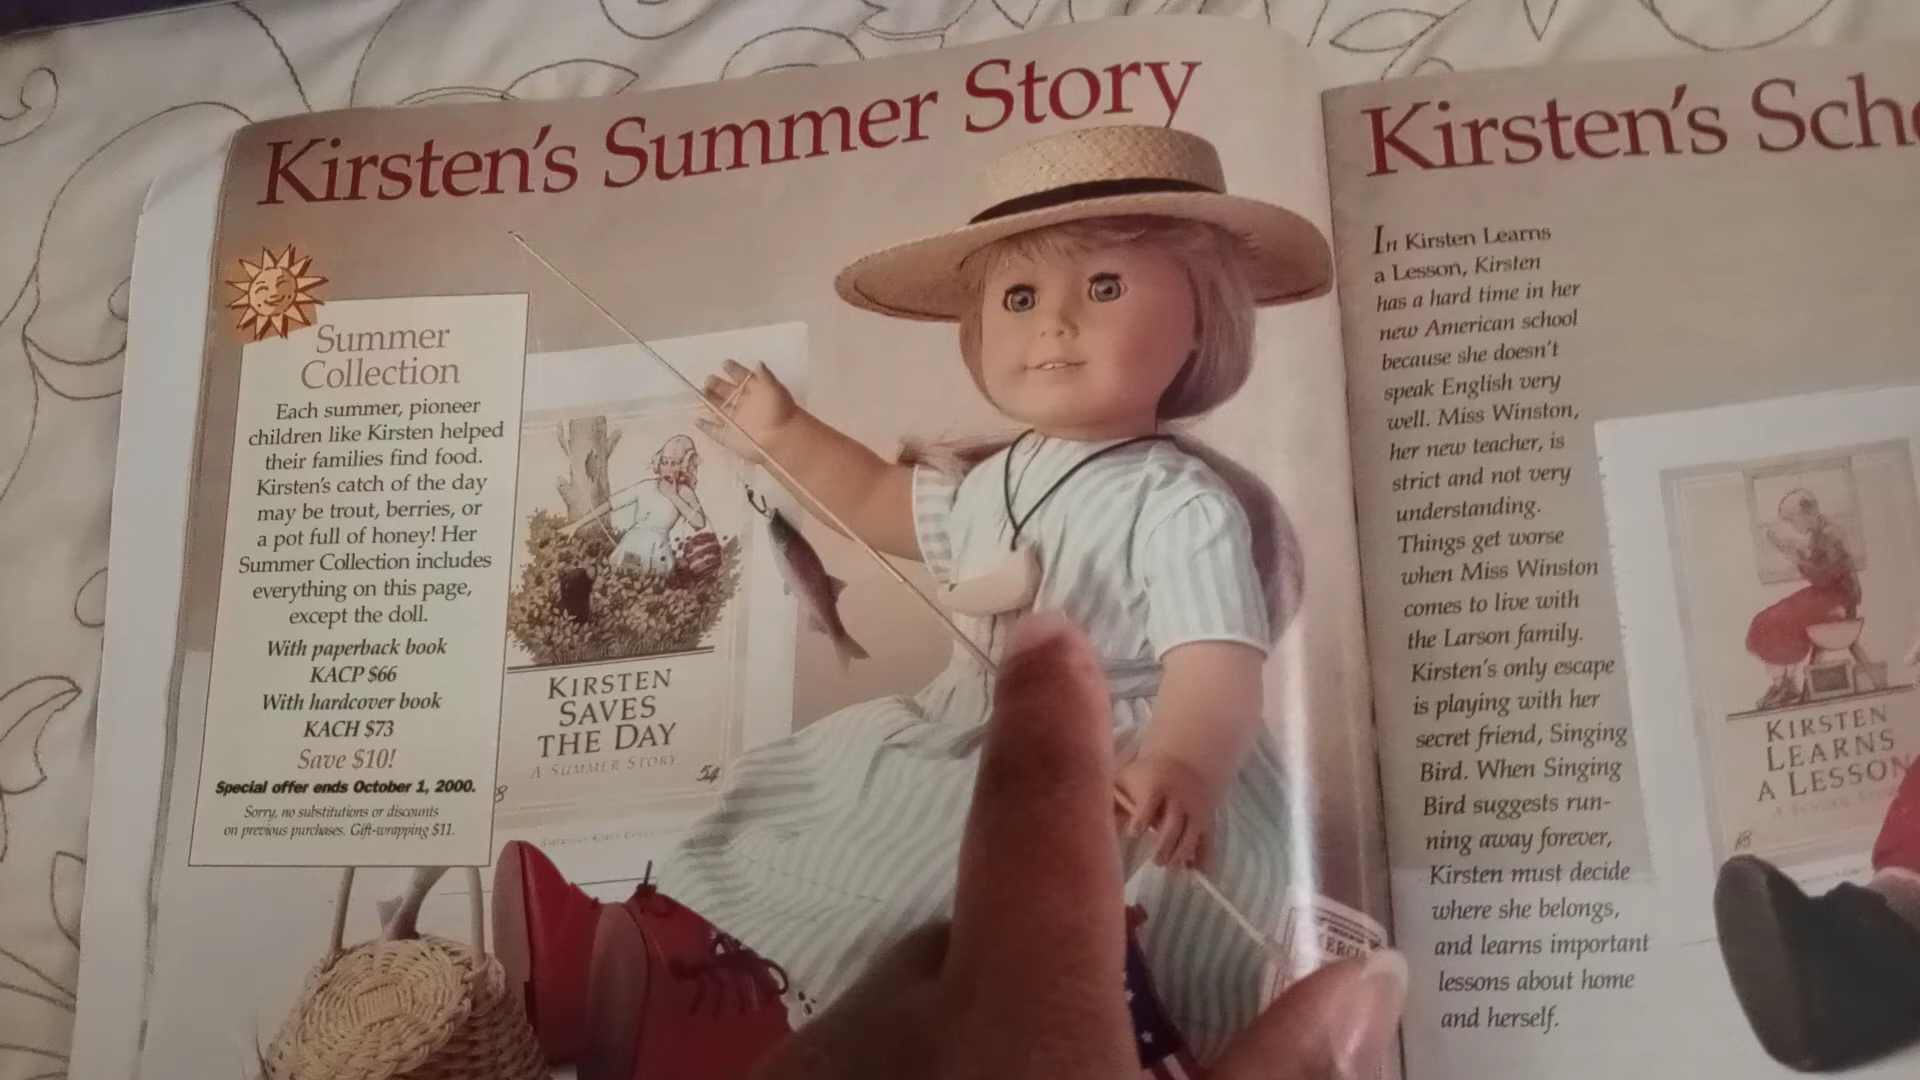 Kirsten's Summer Story
Summer
Collection
Each summer, pioneer
children like Kirsten helped
their families find food.
Kirsten's catch of the day
may be trout, berries, or
a pot full of honey! Her
Summer Collection includes
everything on this page,
except the doll.
With paperback book
KACP $66
With hardcover book
KACH $73
Save $10!
Special offer ends October 1, 2000.
Sorry, no substitutions or discounts
on previous purchases. Gift-wrapping $11.
KIRSTEN
SAVES
THE DAY
A SUMMER STORY
54
Kirsten's Scho
In Kirsten Learns
a Lesson, Kirsten
has a hard time in her
new American school
because she doesn't
speak English very
well. Miss Winston,
her new teacher, is
strict and not very
understanding.
Things get worse
when Miss Winston
comes to live with
the Larson family.
Kirsten's only escape
is playing with her
secret friend, Singing
Bird. When Singing
Bird suggests run-
ning away forever,
Kirsten must decide
where she belongs,
and learns important
lessons about home
and herself.
KIRSTEN
LEARNS
A LESSON